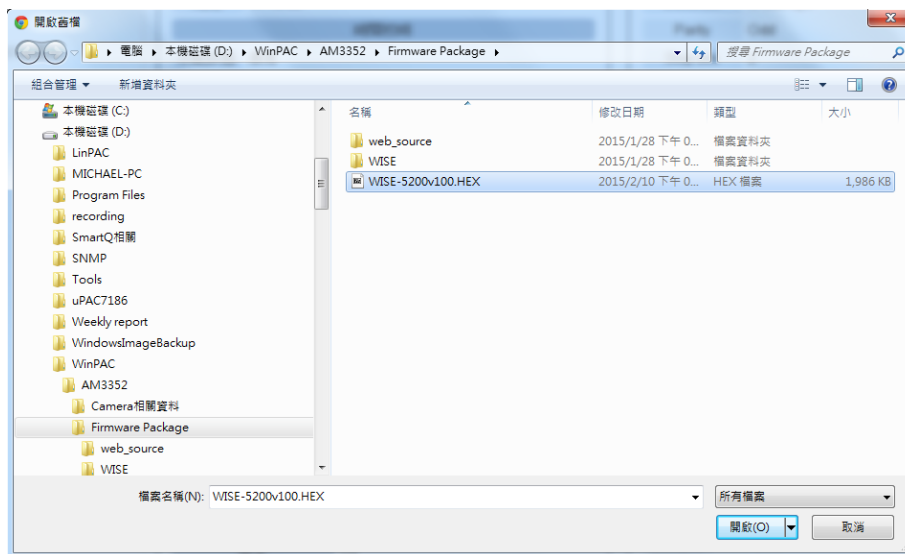 開啟舊檔
電腦 ▸ 本機磁碟 (D:) ▸ WinPAC ▸ AM3352 ▸ Firmware Package ▸
搜尋 Firmware Package
組合管理 ▼ 新增資料夾
本機磁碟 (C:)
本機磁碟 (D:)
LinPAC
MICHAEL-PC
Program Files
recording
SmartQ相關
SNMP
Tools
uPAC7186
Weekly report
WindowsImageBackup
WinPAC
AM3352
Camera相關資料
Firmware Package
web_source
WISE
名稱 修改日期 類型 大小
web_source 2015/1/28 下午 0... 檔案資料夾
WISE 2015/1/28 下午 0... 檔案資料夾
WISE-5200v100.HEX 2015/2/10 下午 0... HEX 檔案 1,986 KB
檔案名稱(N): WISE-5200v100.HEX 所有檔案
開啟(O) 取消